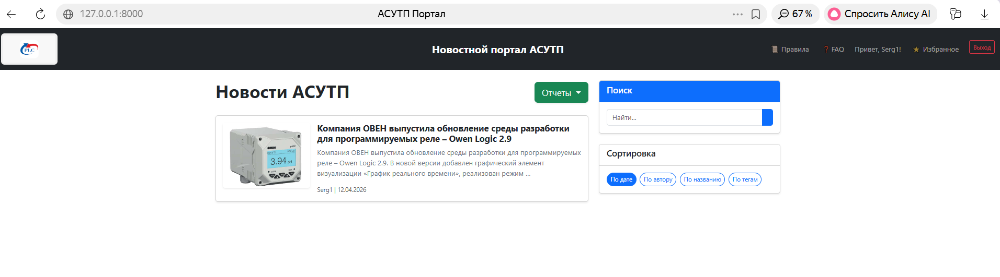 127.0.0.1:8000
АСУТП Портал
67 %
Спросить Алису AI
PLC
Новостной портал АСУТП
Правила
FAQ
Привет, Serg1!
Избранное
Выход
Новости АСУТП
Отчеты
ОВЕН
3.94 pH
Компания ОВЕН выпустила обновление среды разработки
для программируемых реле – Owen Logic 2.9
Компания ОВЕН выпустила обновление среды разработки для программируемых
реле – Owen Logic 2.9. В новой версии добавлен графический элемент
визуализации «График реального времени», реализован режим ...
Serg1 | 12.04.2026
Поиск
Найти...
Сортировка
По дате
По автору
По названию
По тегам